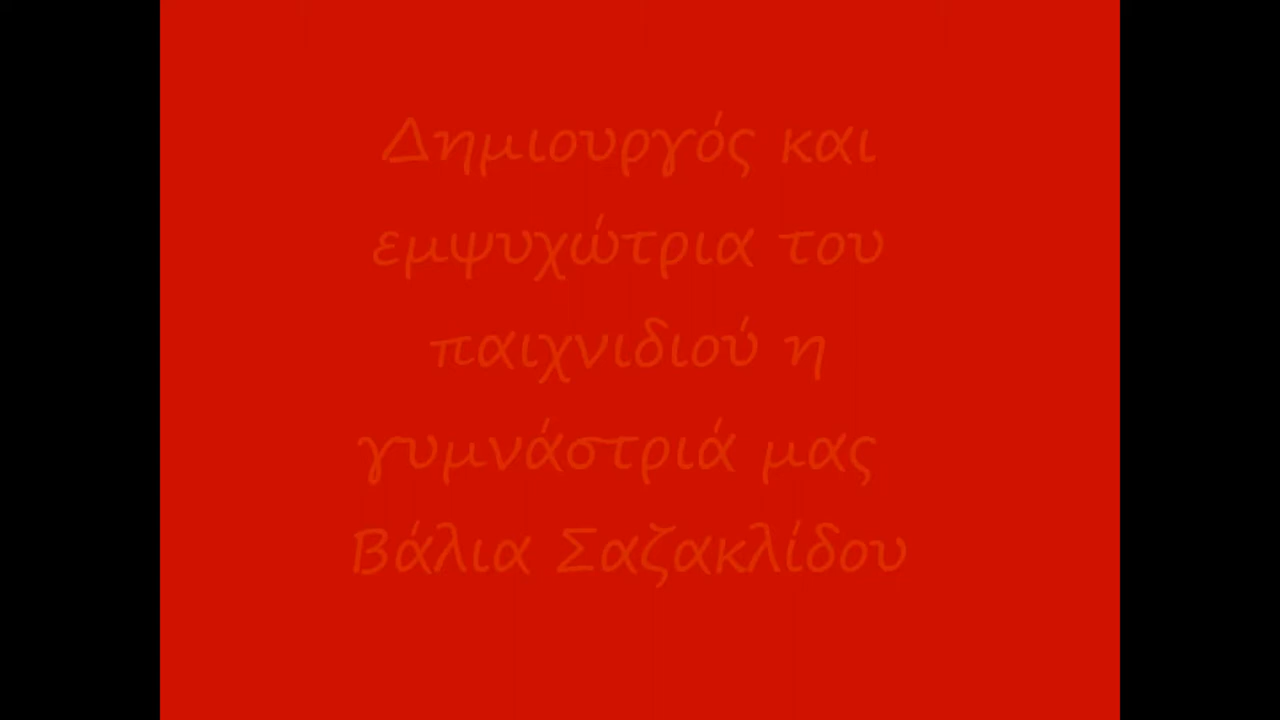 Δημιουργός και
εμψυχώτρια του
παιχνιδιού η
γυμνάστριά μας
Βάλια Σαζακλίδου